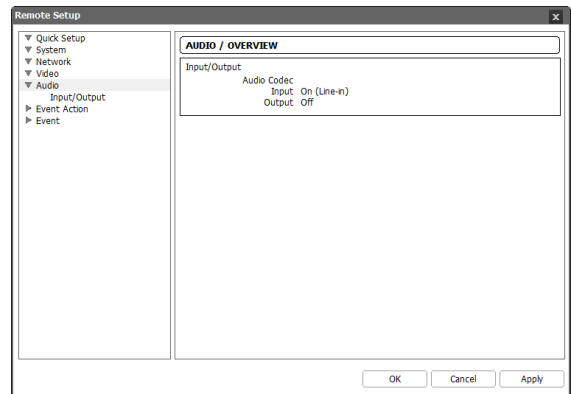 Remote Setup
x
Quick Setup
System
Network
Video
Audio
Input/Output
Event Action
Event
AUDIO / OVERVIEW
Input/Output
Audio Codec
Input On (Line-in)
Output Off
OK Cancel Apply